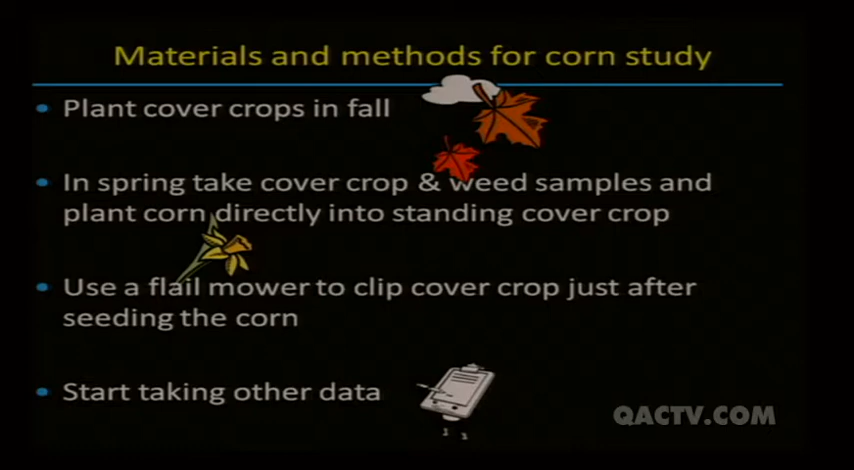 Materials and methods for corn study
• Plant cover crops in fall
• In spring take cover crop & weed samples and
plant corn directly into standing cover crop
• Use a flail mower to clip cover crop just after
seeding the corn
• Start taking other data
QACTV.COM